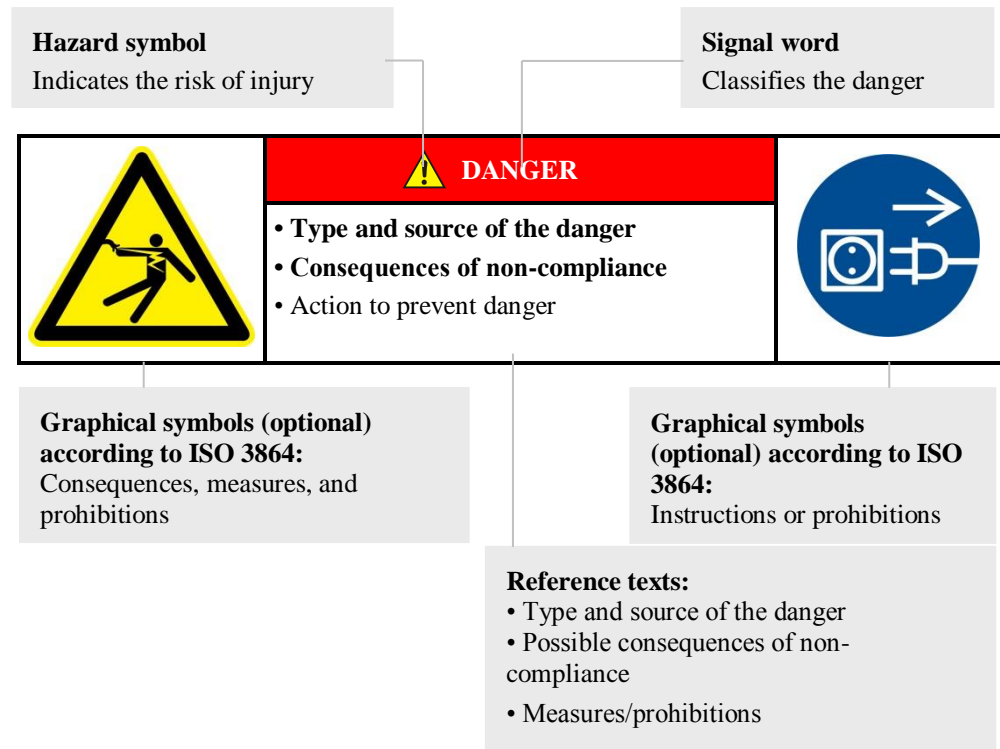 Hazard symbol
Indicates the risk of injury
Signal word
Classifies the danger
DANGER
• Type and source of the danger
• Consequences of non-compliance
• Action to prevent danger
Graphical symbols (optional)
according to ISO 3864:
Consequences, measures, and
prohibitions
Graphical symbols
(optional) according to ISO
3864:
Instructions or prohibitions
Reference texts:
• Type and source of the danger
• Possible consequences of non-
compliance
• Measures/prohibitions